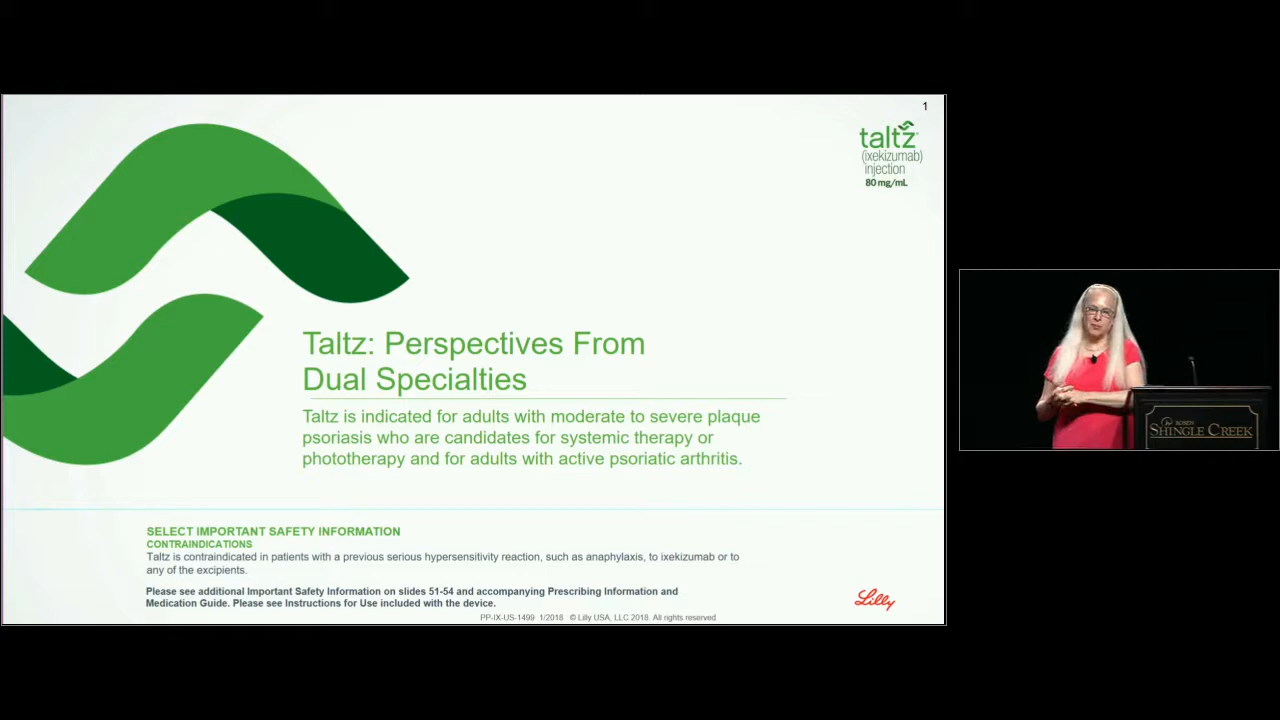 1
taltz®
(ixekizumab)
injection
80 mg/mL
Taltz: Perspectives From
Dual Specialties
Taltz is indicated for adults with moderate to severe plaque
psoriasis who are candidates for systemic therapy or
phototherapy and for adults with active psoriatic arthritis.
SELECT IMPORTANT SAFETY INFORMATION
CONTRAINDICATIONS
Taltz is contraindicated in patients with a previous serious hypersensitivity reaction, such as anaphylaxis, to ixekizumab or to
any of the excipients.
Please see additional Important Safety Information on slides 51-54 and accompanying Prescribing Information and
Medication Guide. Please see Instructions for Use included with the device.
PP-IX-US-1499 1/2018 © Lilly USA, LLC 2018. All rights reserved
Lilly
ROSEN
SHINGLE CREEK